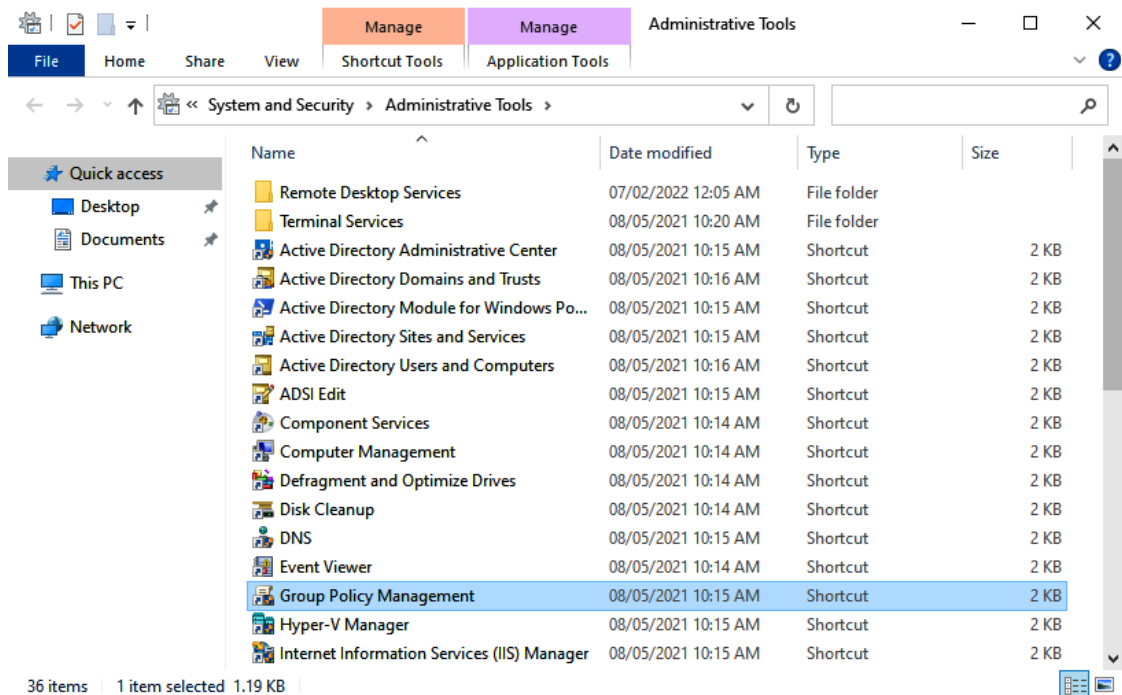 Manage Manage Administrative Tools
File Home Share View Shortcut Tools Application Tools ?
« System and Security › Administrative Tools ›
Name Date modified Type Size
Quick access
Desktop
Documents
This PC
Network
Remote Desktop Services 07/02/2022 12:05 AM File folder
Terminal Services 08/05/2021 10:20 AM File folder
Active Directory Administrative Center 08/05/2021 10:15 AM Shortcut 2 KB
Active Directory Domains and Trusts 08/05/2021 10:16 AM Shortcut 2 KB
Active Directory Module for Windows Po... 08/05/2021 10:15 AM Shortcut 2 KB
Active Directory Sites and Services 08/05/2021 10:15 AM Shortcut 2 KB
Active Directory Users and Computers 08/05/2021 10:16 AM Shortcut 2 KB
ADSI Edit 08/05/2021 10:15 AM Shortcut 2 KB
Component Services 08/05/2021 10:14 AM Shortcut 2 KB
Computer Management 08/05/2021 10:14 AM Shortcut 2 KB
Defragment and Optimize Drives 08/05/2021 10:14 AM Shortcut 2 KB
Disk Cleanup 08/05/2021 10:14 AM Shortcut 2 KB
DNS 08/05/2021 10:15 AM Shortcut 2 KB
Event Viewer 08/05/2021 10:14 AM Shortcut 2 KB
Group Policy Management 08/05/2021 10:15 AM Shortcut 2 KB
Hyper-V Manager 08/05/2021 10:15 AM Shortcut 2 KB
Internet Information Services (IIS) Manager 08/05/2021 10:15 AM Shortcut 2 KB
36 items 1 item selected 1.19 KB